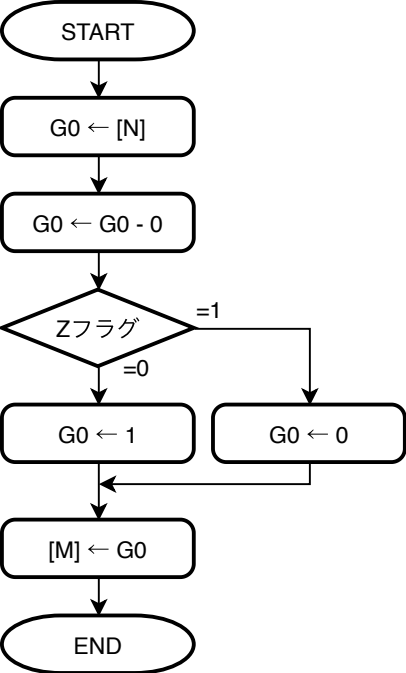 START
G0 ← [N]
G0 ← G0 - 0
Zフラグ
=1
=0
G0 ← 1
G0 ← 0
[M] ← G0
END